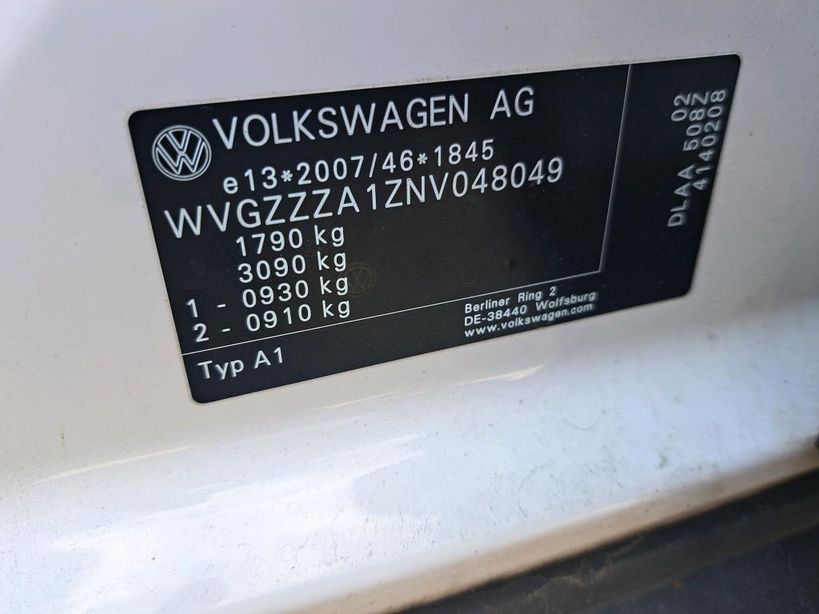 VOLKSWAGEN AG
e13*2007/46*1845
WVGZZZA1ZNV048049
1790 kg
3090 kg
1 - 0930 kg
2 - 0910 kg
Typ A1
Berliner Ring 2
DE-38440 Wolfsburg
www.volkswagen.com
02
DLAA 508Z
4140208